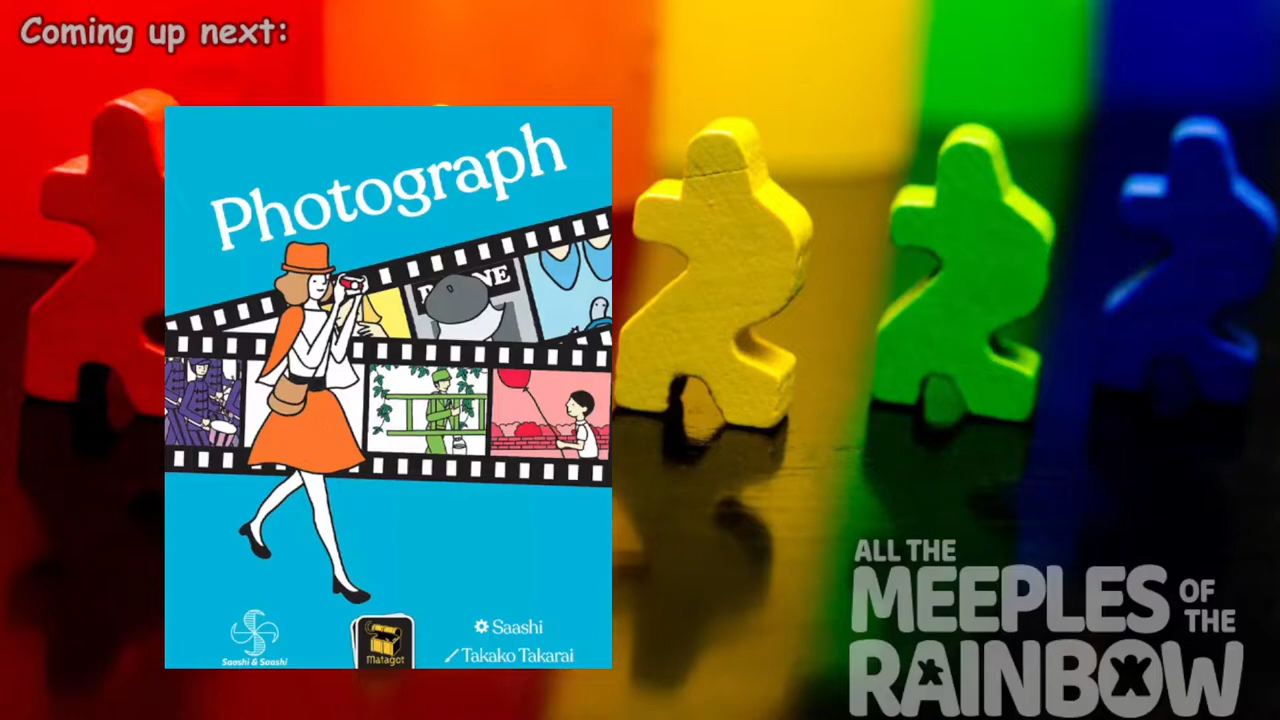 Coming up next:
Photograph
Saashi & Saashi
matagot
Saashi
Takako Takarai
ALL THE
MEEPLES OF
THE
RAINBOW